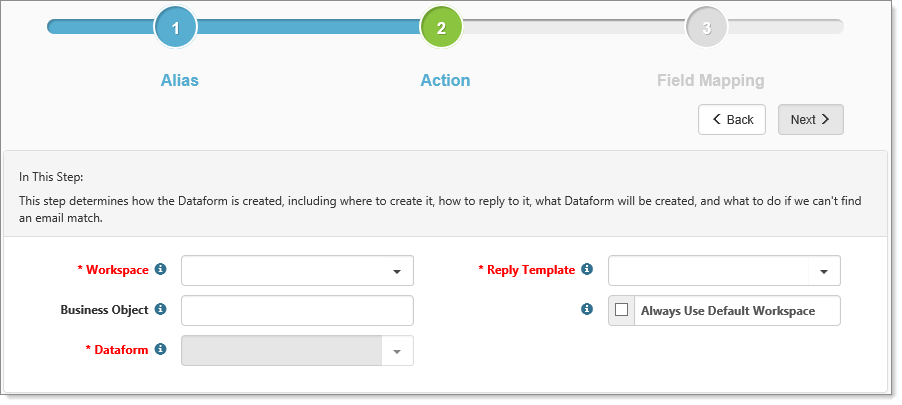 1 2 3
Alias Action Field Mapping
Back Next
In This Step:
This step determines how the Dataform is created, including where to create it, how to reply to it, what Dataform will be created, and what to do if we can't find
an email match.
* Workspace * Reply Template
Business Object Always Use Default Workspace
* Dataform